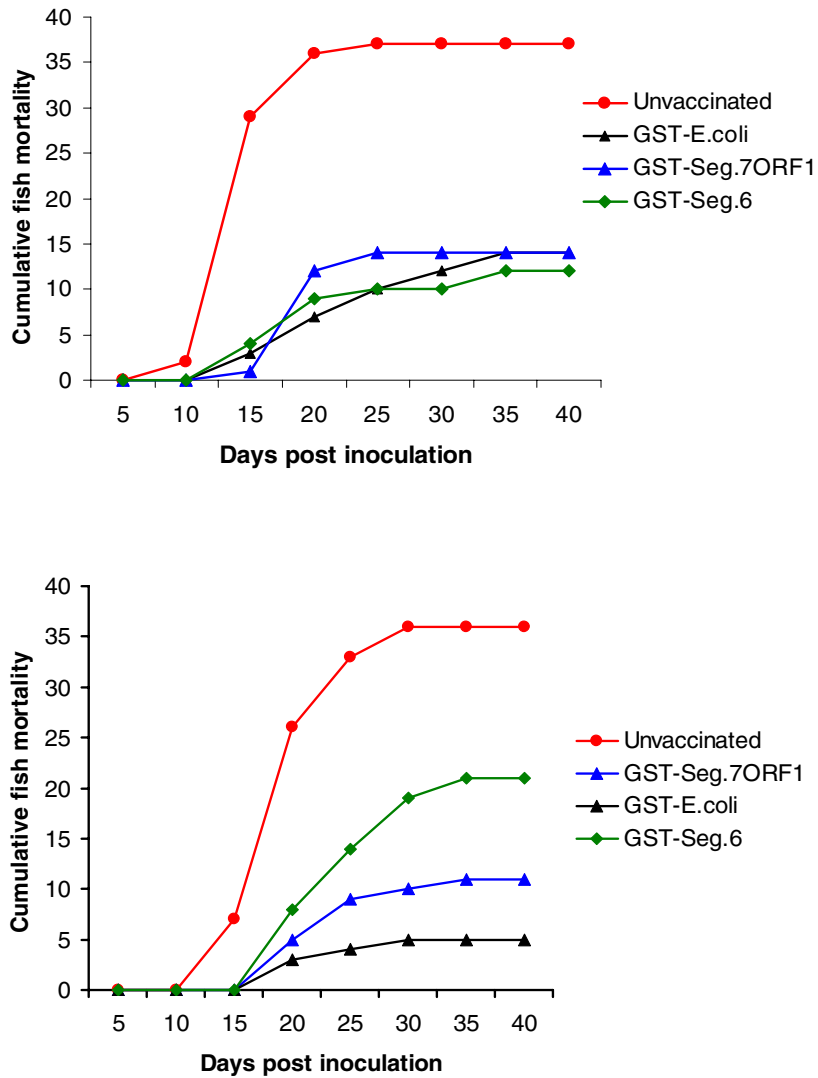 40
35
30
25
20
15
10
5
0
Cumulative fish mortality
5 10 15 20 25 30 35 40
Days post inoculation
Unvaccinated
GST-E.coli
GST-Seg.7ORF1
GST-Seg.6
40
35
30
25
20
15
10
5
0
Cumulative fish mortality
5 10 15 20 25 30 35 40
Days post inoculation
Unvaccinated
GST-Seg.7ORF1
GST-E.coli
GST-Seg.6